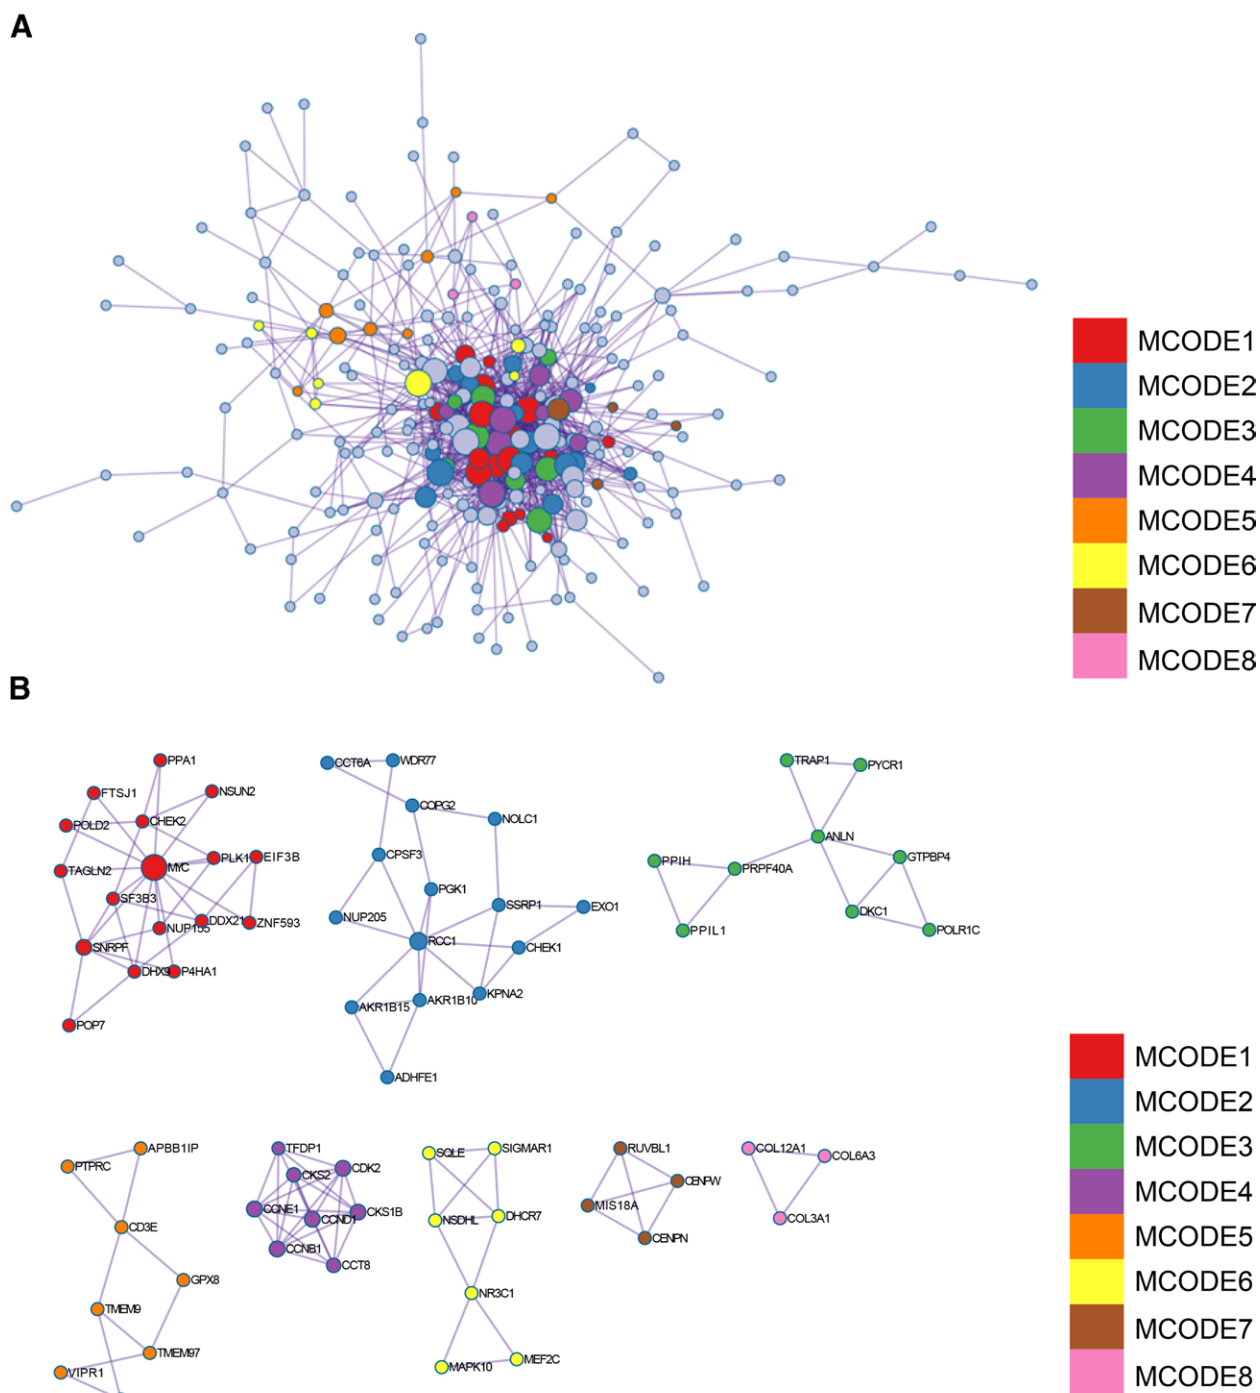 A
MCODE1
MCODE2
MCODE3
MCODE4
MCODE5
MCODE6
MCODE7
MCODE8
B
PPA1
FTSJ1
NSUN2
POLD2
CHEK2
PLK1
EIF3B
MYC
TAGLN2
SF3B3
DDX21
ZNF593
NUP155
SNRPF
DHX9
P4HA1
POP7
CCT6A
WDR77
COPG2
NOLC1
CPSF3
PGK1
SSRP1
EXO1
NUP205
RCC1
CHEK1
KPNA2
AKR1B15
AKR1B10
ADHFE1
TRAP1
PYCR1
ANLN
GTPBP4
PPIH
PRPF40A
DKC1
PPIL1
POLR1C
MCODE1
MCODE2
MCODE3
MCODE4
MCODE5
MCODE6
MCODE7
MCODE8
APBB1IP
PTPRC
CD3E
GPX8
TMEM9
TMEM97
VIPR1
TFDP1
CKS2
CDK2
CCNE1
CCND1
CKS1B
CCNB1
CCT8
SQLE
SIGMAR1
NSDHL
DHCR7
NR3C1
MAPK10
MEF2C
RUVBL1
CENPW
MIS18A
CENPN
COL12A1
COL6A3
COL3A1